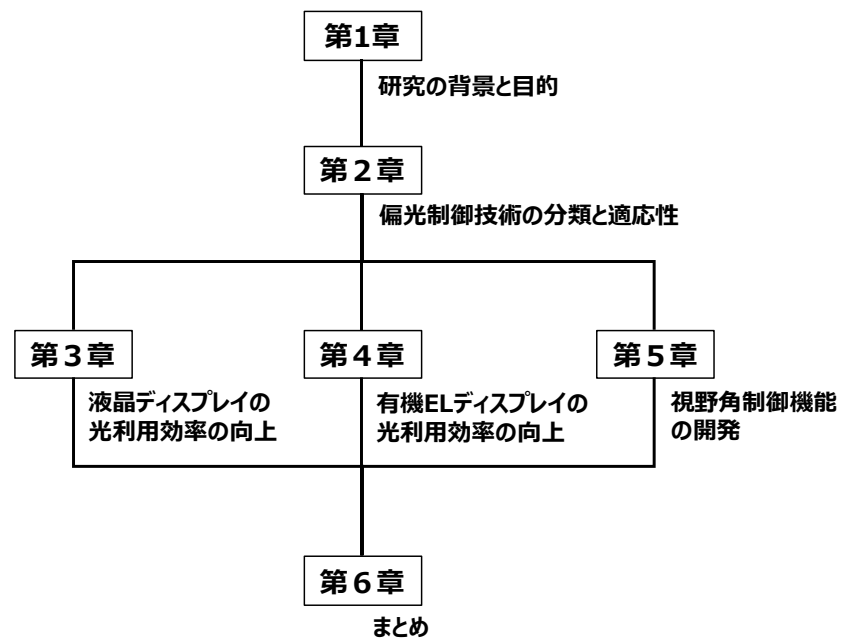 第1章
研究の背景と目的
第２章
偏光制御技術の分類と適応性
第３章
液晶ディスプレイの
光利用効率の向上
第４章
有機ELディスプレイの
光利用効率の向上
第５章
視野角制御機能
の開発
第６章
まとめ